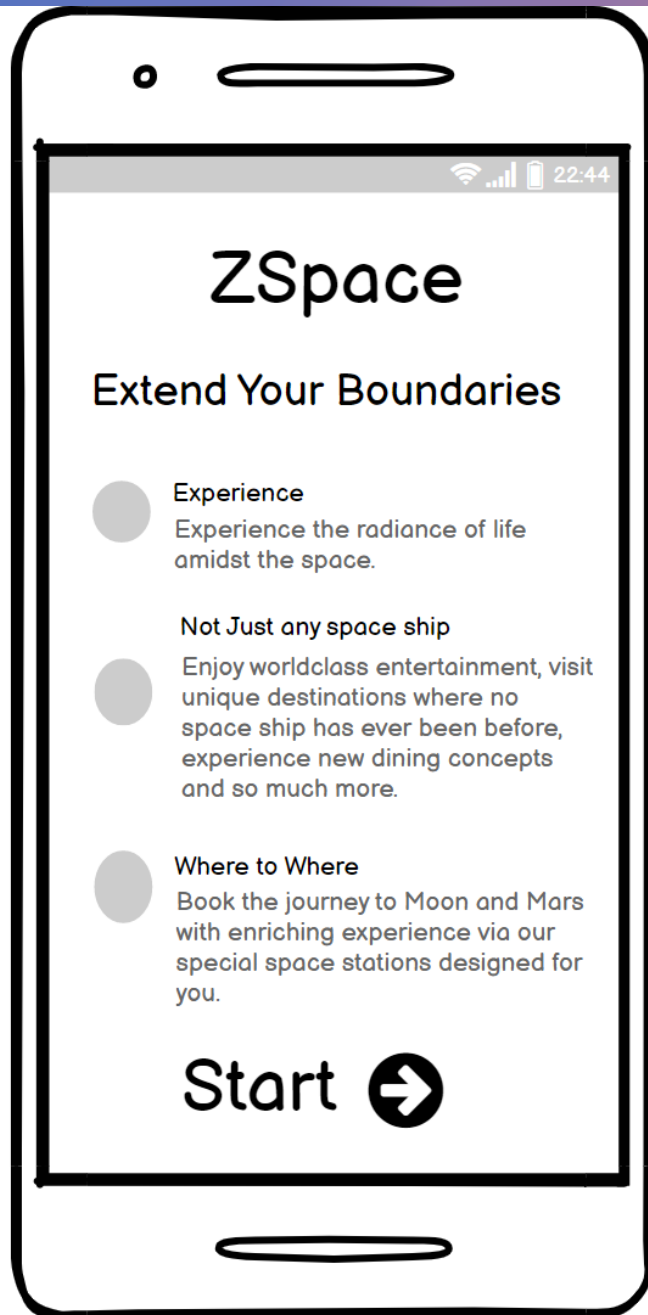 22:44
ZSpace
Extend Your Boundaries
Experience
Experience the radiance of life
amidst the space.
Not Just any space ship
Enjoy worldclass entertainment, visit
unique destinations where no
space ship has ever been before,
experience new dining concepts
and so much more.
Where to Where
Book the journey to Moon and Mars
with enriching experience via our
special space stations designed for
you.
Start